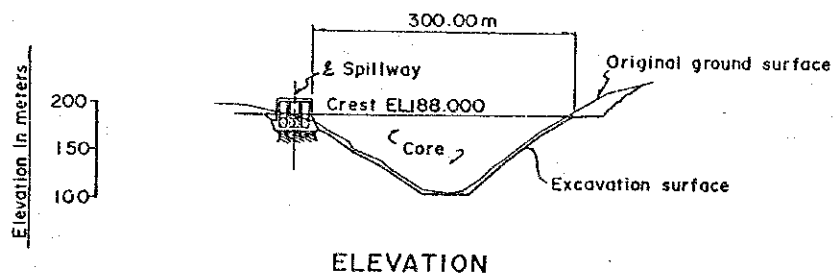 300.00 m
℄ Spillway
Original ground surface
Crest EL188.000
Core
Excavation surface
Elevation in meters
200
150
100
ELEVATION